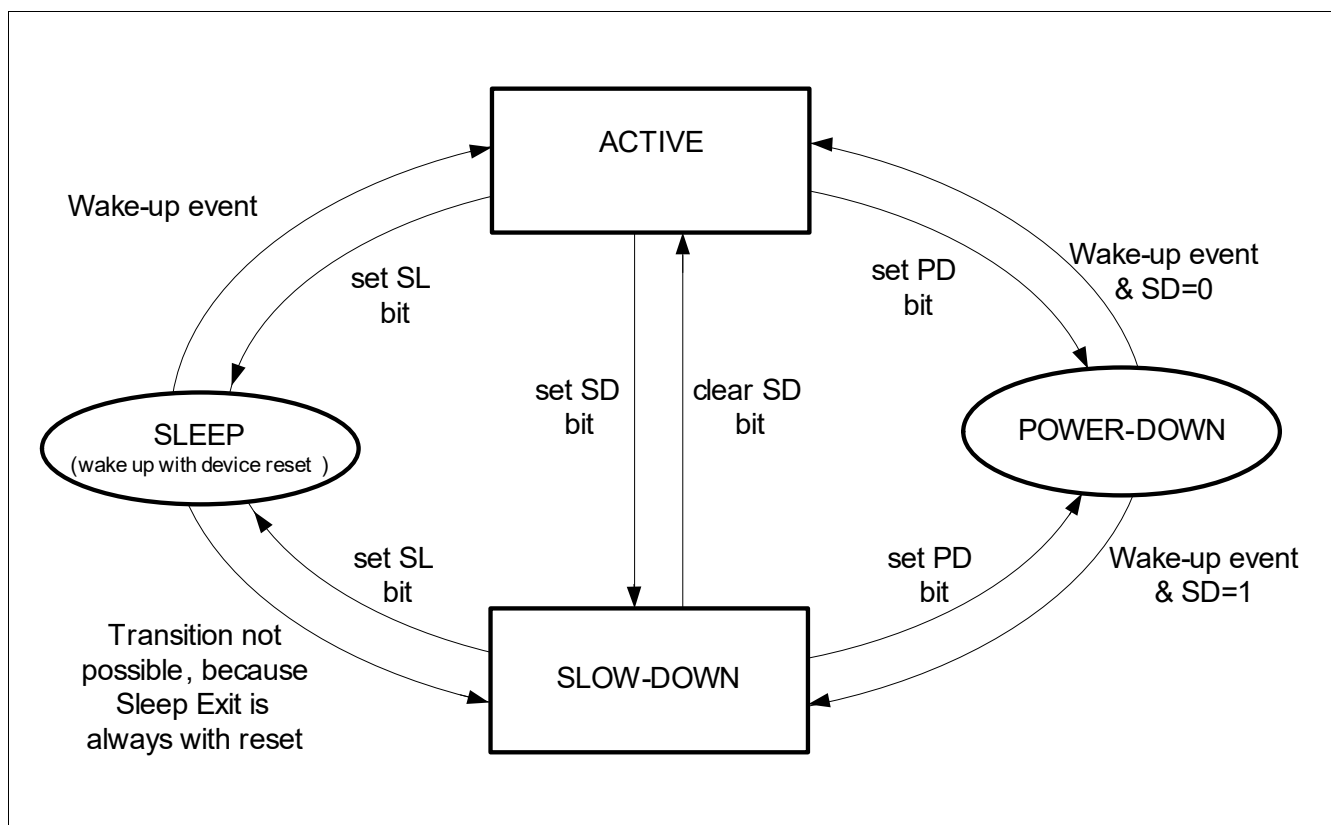 ACTIVE
Wake-up event
set SL
bit
set PD
bit
Wake-up event
& SD=0
set SD
bit
clear SD
bit
SLEEP
(wake up with device reset )
POWER-DOWN
set SL
bit
set PD
bit
Wake-up event
& SD=1
Transition not
possible, because
Sleep Exit is
always with reset
SLOW-DOWN